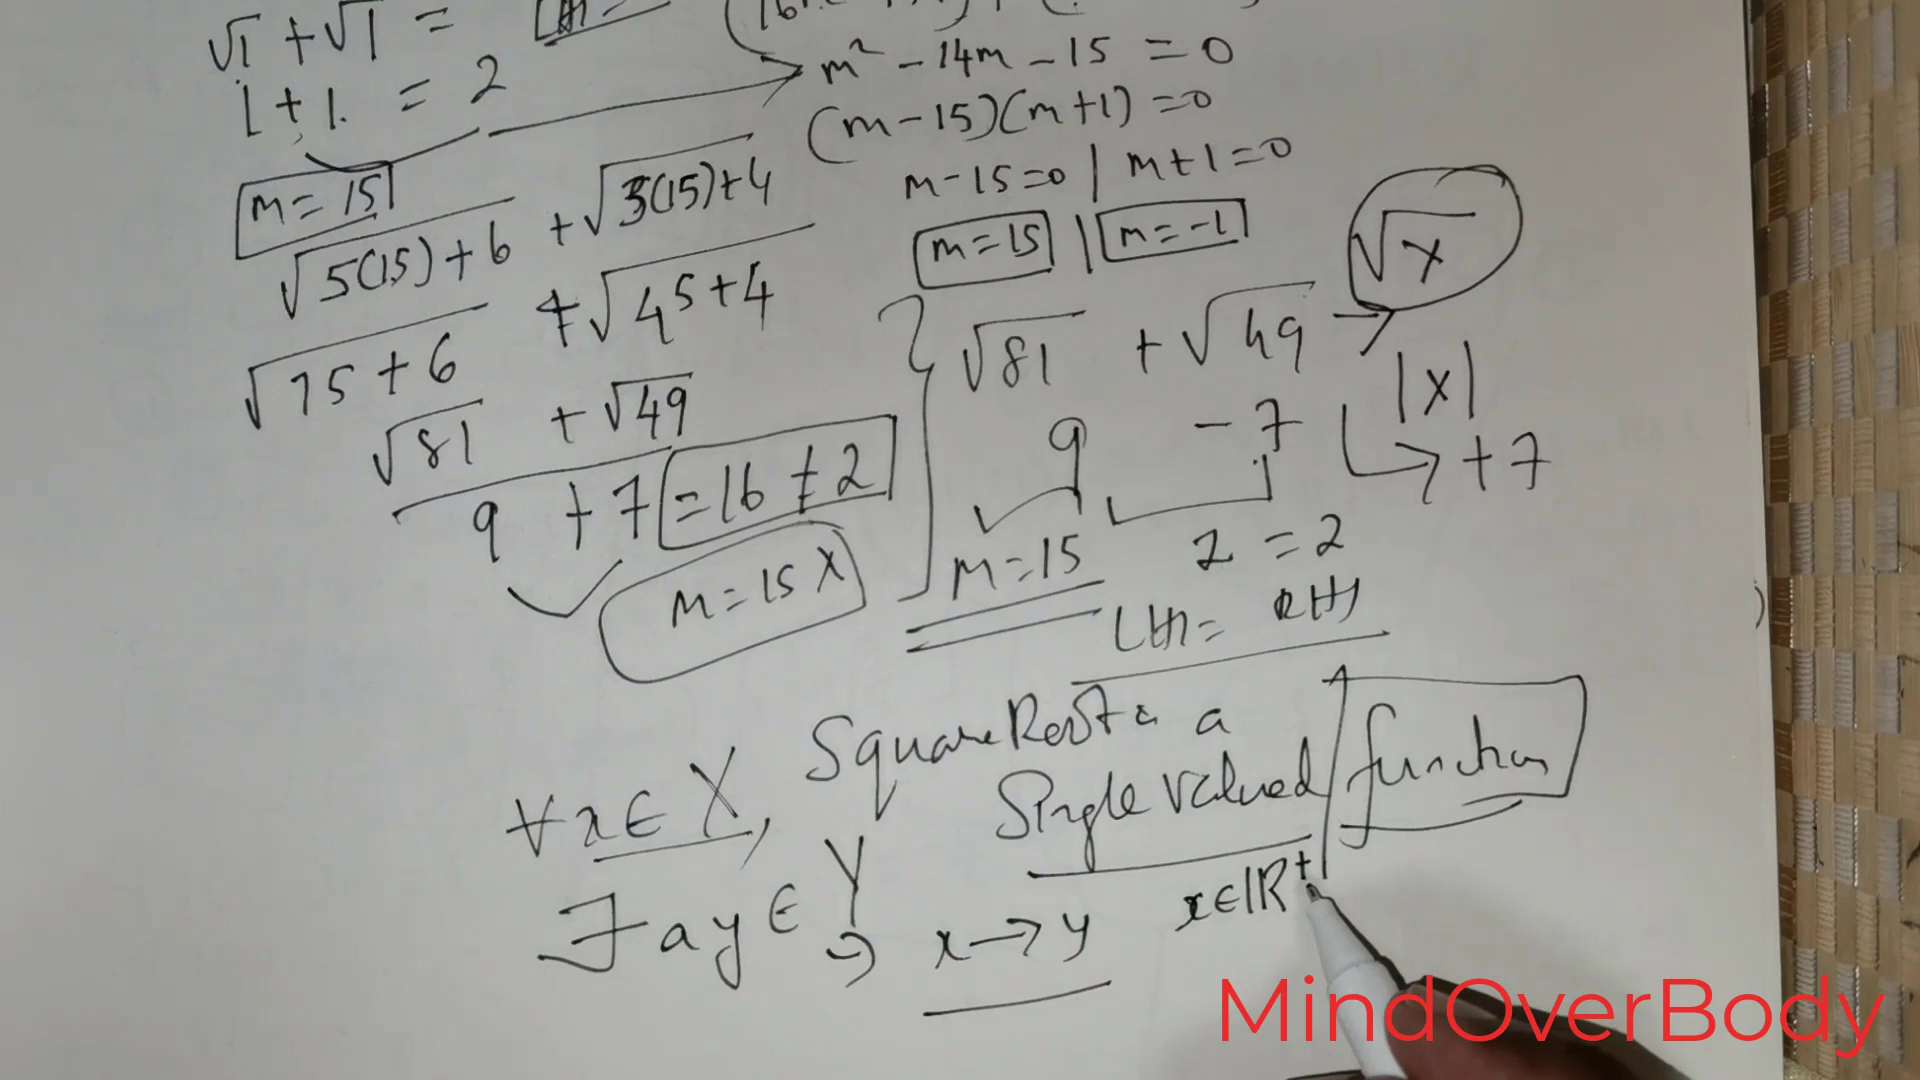 √1 + √1 =
1 + 1 = 2
m² - 14m - 15 = 0
(m-15)(m+1) = 0
m-15=0 | m+1=0
m=15 | m=-1
m = 15
√5(15)+6 + √3(15)+4
√75+6 + √45+4
√81 + √49
9 + 7 = 16 ≠ 2
m = 15 X
√81 + √49 → √x
|x|
9 - 7 → +7
m = 15 2 = 2
LHS = RHS
Square Root is a
Single valued function
∀ x ∈ X,
∃ a y ∈ Y ∋ x → y
x ∈ ℝ⁺
MindOverBody